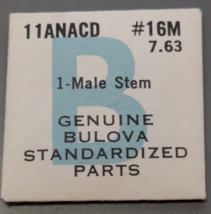 11ANACD #16M
7.63
B
1-Male Stem
GENUINE
BULOVA
STANDARDIZED
PARTS